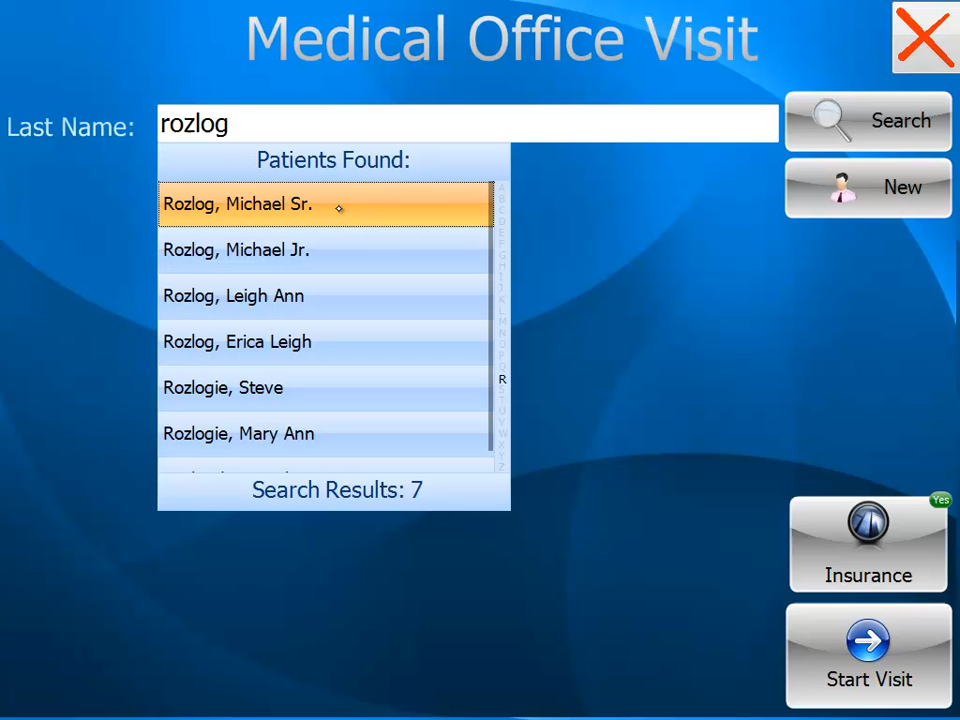 Medical Office Visit
Last Name: rozlog
Search
Patients Found:
New
Rozlog, Michael Sr.
Rozlog, Michael Jr.
Rozlog, Leigh Ann
Rozlog, Erica Leigh
Rozlogie, Steve
Rozlogie, Mary Ann
Search Results: 7
A
B
C
D
E
F
G
H
I
J
K
L
M
N
O
P
Q
R
S
T
U
V
W
X
Y
Z
Yes
Insurance
Start Visit